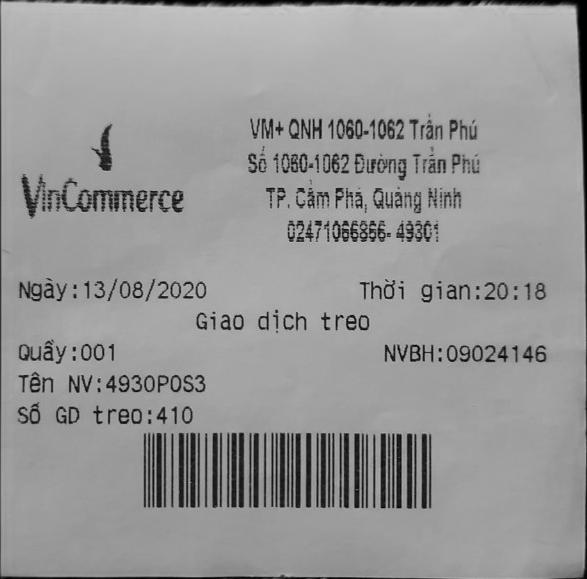 VinCommerce
VM+ QNH 1060-1062 Trần Phú
Số 1060-1062 Đường Trần Phú
TP. Cẩm Phả, Quảng Ninh
02471066866- 49301
Ngày:13/08/2020 Thời gian:20:18
Giao dịch treo
Quầy:001 NVBH:09024146
Tên NV:4930POS3
Số GD treo:410